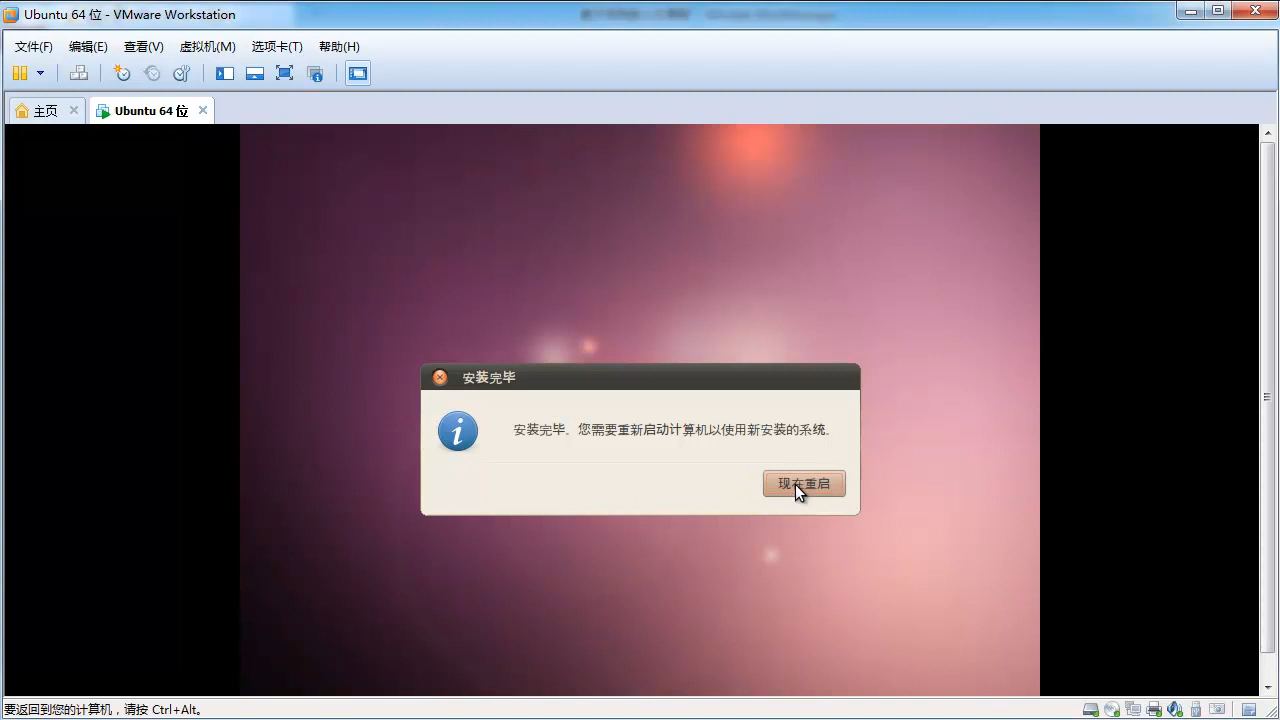 Ubuntu 64 位 - VMware Workstation
文件(F) 编辑(E) 查看(V) 虚拟机(M) 选项卡(T) 帮助(H)
主页 Ubuntu 64 位
安装完毕
安装完毕。您需要重新启动计算机以使用新安装的系统。
现在重启
要返回到您的计算机，请按 Ctrl+Alt。